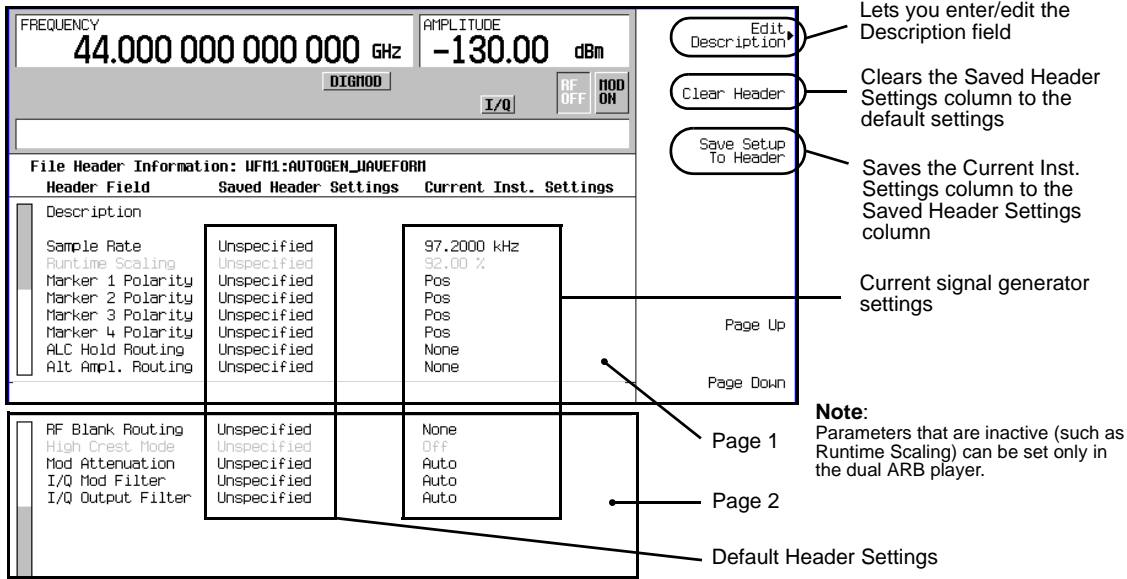 FREQUENCY
44.000 000 000 000 GHz
AMPLITUDE
-130.00 dBm
DIGMOD
I/Q
RF OFF
MOD ON
File Header Information: WFM1:AUTOGEN_WAVEFORM
Header Field Saved Header Settings Current Inst. Settings
Description
Sample Rate Unspecified 97.2000 kHz
Runtime Scaling Unspecified 92.00 %
Marker 1 Polarity Unspecified Pos
Marker 2 Polarity Unspecified Pos
Marker 3 Polarity Unspecified Pos
Marker 4 Polarity Unspecified Pos
ALC Hold Routing Unspecified None
Alt Ampl. Routing Unspecified None
RF Blank Routing Unspecified None
High Crest Mode Unspecified Off
Mod Attenuation Unspecified Auto
I/Q Mod Filter Unspecified Auto
I/Q Output Filter Unspecified Auto
Edit
Description
Clear Header
Save Setup
To Header
Page Up
Page Down
Lets you enter/edit the
Description field
Clears the Saved Header
Settings column to the
default settings
Saves the Current Inst.
Settings column to the
Saved Header Settings
column
Current signal generator
settings
Page 1
Note:
Parameters that are inactive (such as
Runtime Scaling) can be set only in
the dual ARB player.
Page 2
Default Header Settings